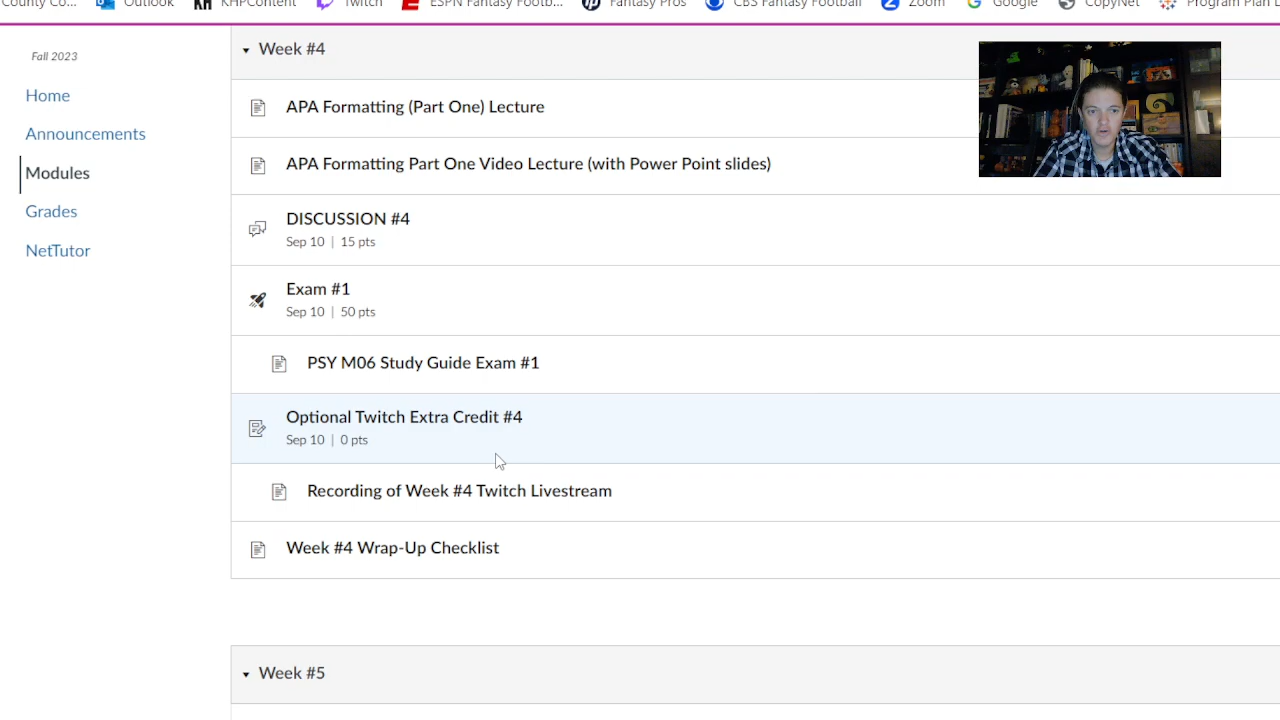 County Co... Outlook KHPContent Twitch ESPN Fantasy Footb... Fantasy Pros CBS Fantasy Football Zoom Google CopyNet Program Plan
Fall 2023
Home
Announcements
Modules
Grades
NetTutor
Week #4
APA Formatting (Part One) Lecture
APA Formatting Part One Video Lecture (with Power Point slides)
DISCUSSION #4
Sep 10 | 15 pts
Exam #1
Sep 10 | 50 pts
PSY M06 Study Guide Exam #1
Optional Twitch Extra Credit #4
Sep 10 | 0 pts
Recording of Week #4 Twitch Livestream
Week #4 Wrap-Up Checklist
Week #5